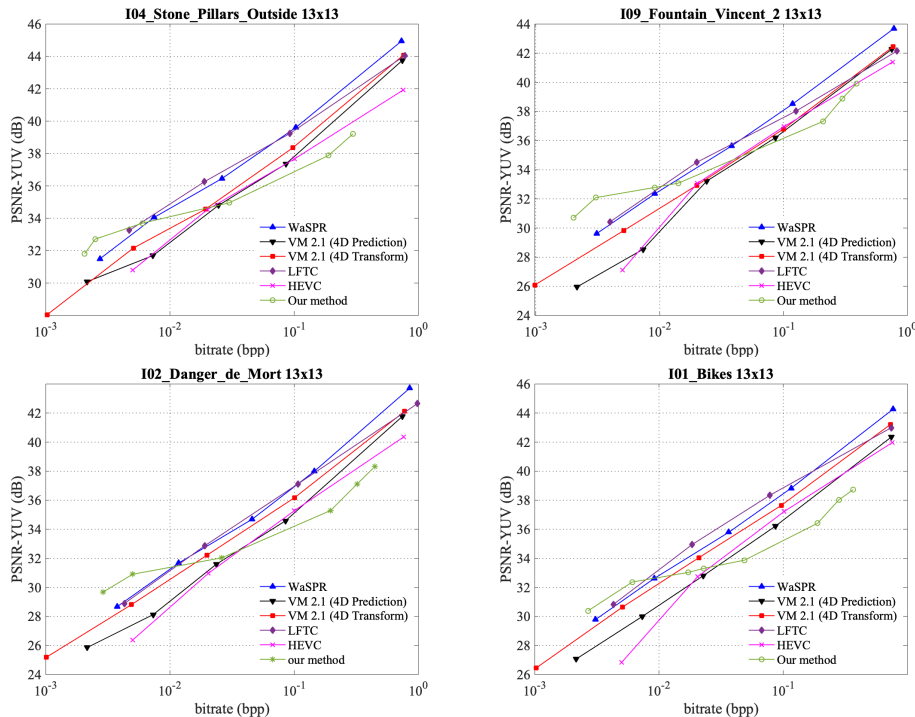 I04_Stone_Pillars_Outside 13x13
46
44
42
40
38
36
34
32
30
PSNR-YUV (dB)
WaSPR
VM 2.1 (4D Prediction)
VM 2.1 (4D Transform)
LFTC
HEVC
Our method
10-3
10-2
10-1
100
bitrate (bpp)
I09_Fountain_Vincent_2 13x13
44
42
40
38
36
34
32
30
28
26
24
PSNR-YUV (dB)
WaSPR
VM 2.1 (4D Prediction)
VM 2.1 (4D Transform)
LFTC
HEVC
Our method
10-3
10-2
10-1
100
bitrate (bpp)
I02_Danger_de_Mort 13x13
42
40
38
36
34
32
30
28
26
24
PSNR-YUV (dB)
WaSPR
VM 2.1 (4D Prediction)
VM 2.1 (4D Transform)
LFTC
HEVC
our method
10-3
10-2
10-1
100
bitrate (bpp)
I01_Bikes 13x13
46
44
42
40
38
36
34
32
30
28
26
PSNR-YUV (dB)
WaSPR
VM 2.1 (4D Prediction)
VM 2.1 (4D Transform)
LFTC
HEVC
Our method
10-3
10-2
10-1
100
bitrate (bpp)